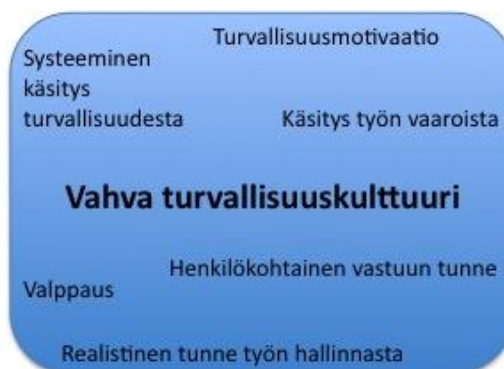 Turvallisuusmotivaatio
Systeeminen
käsitys
turvallisuudesta
Käsitys työn vaaroista
Vahva turvallisuuskulttuuri
Henkilökohtainen vastuun tunne
Valppaus
Realistinen tunne työn hallinnasta